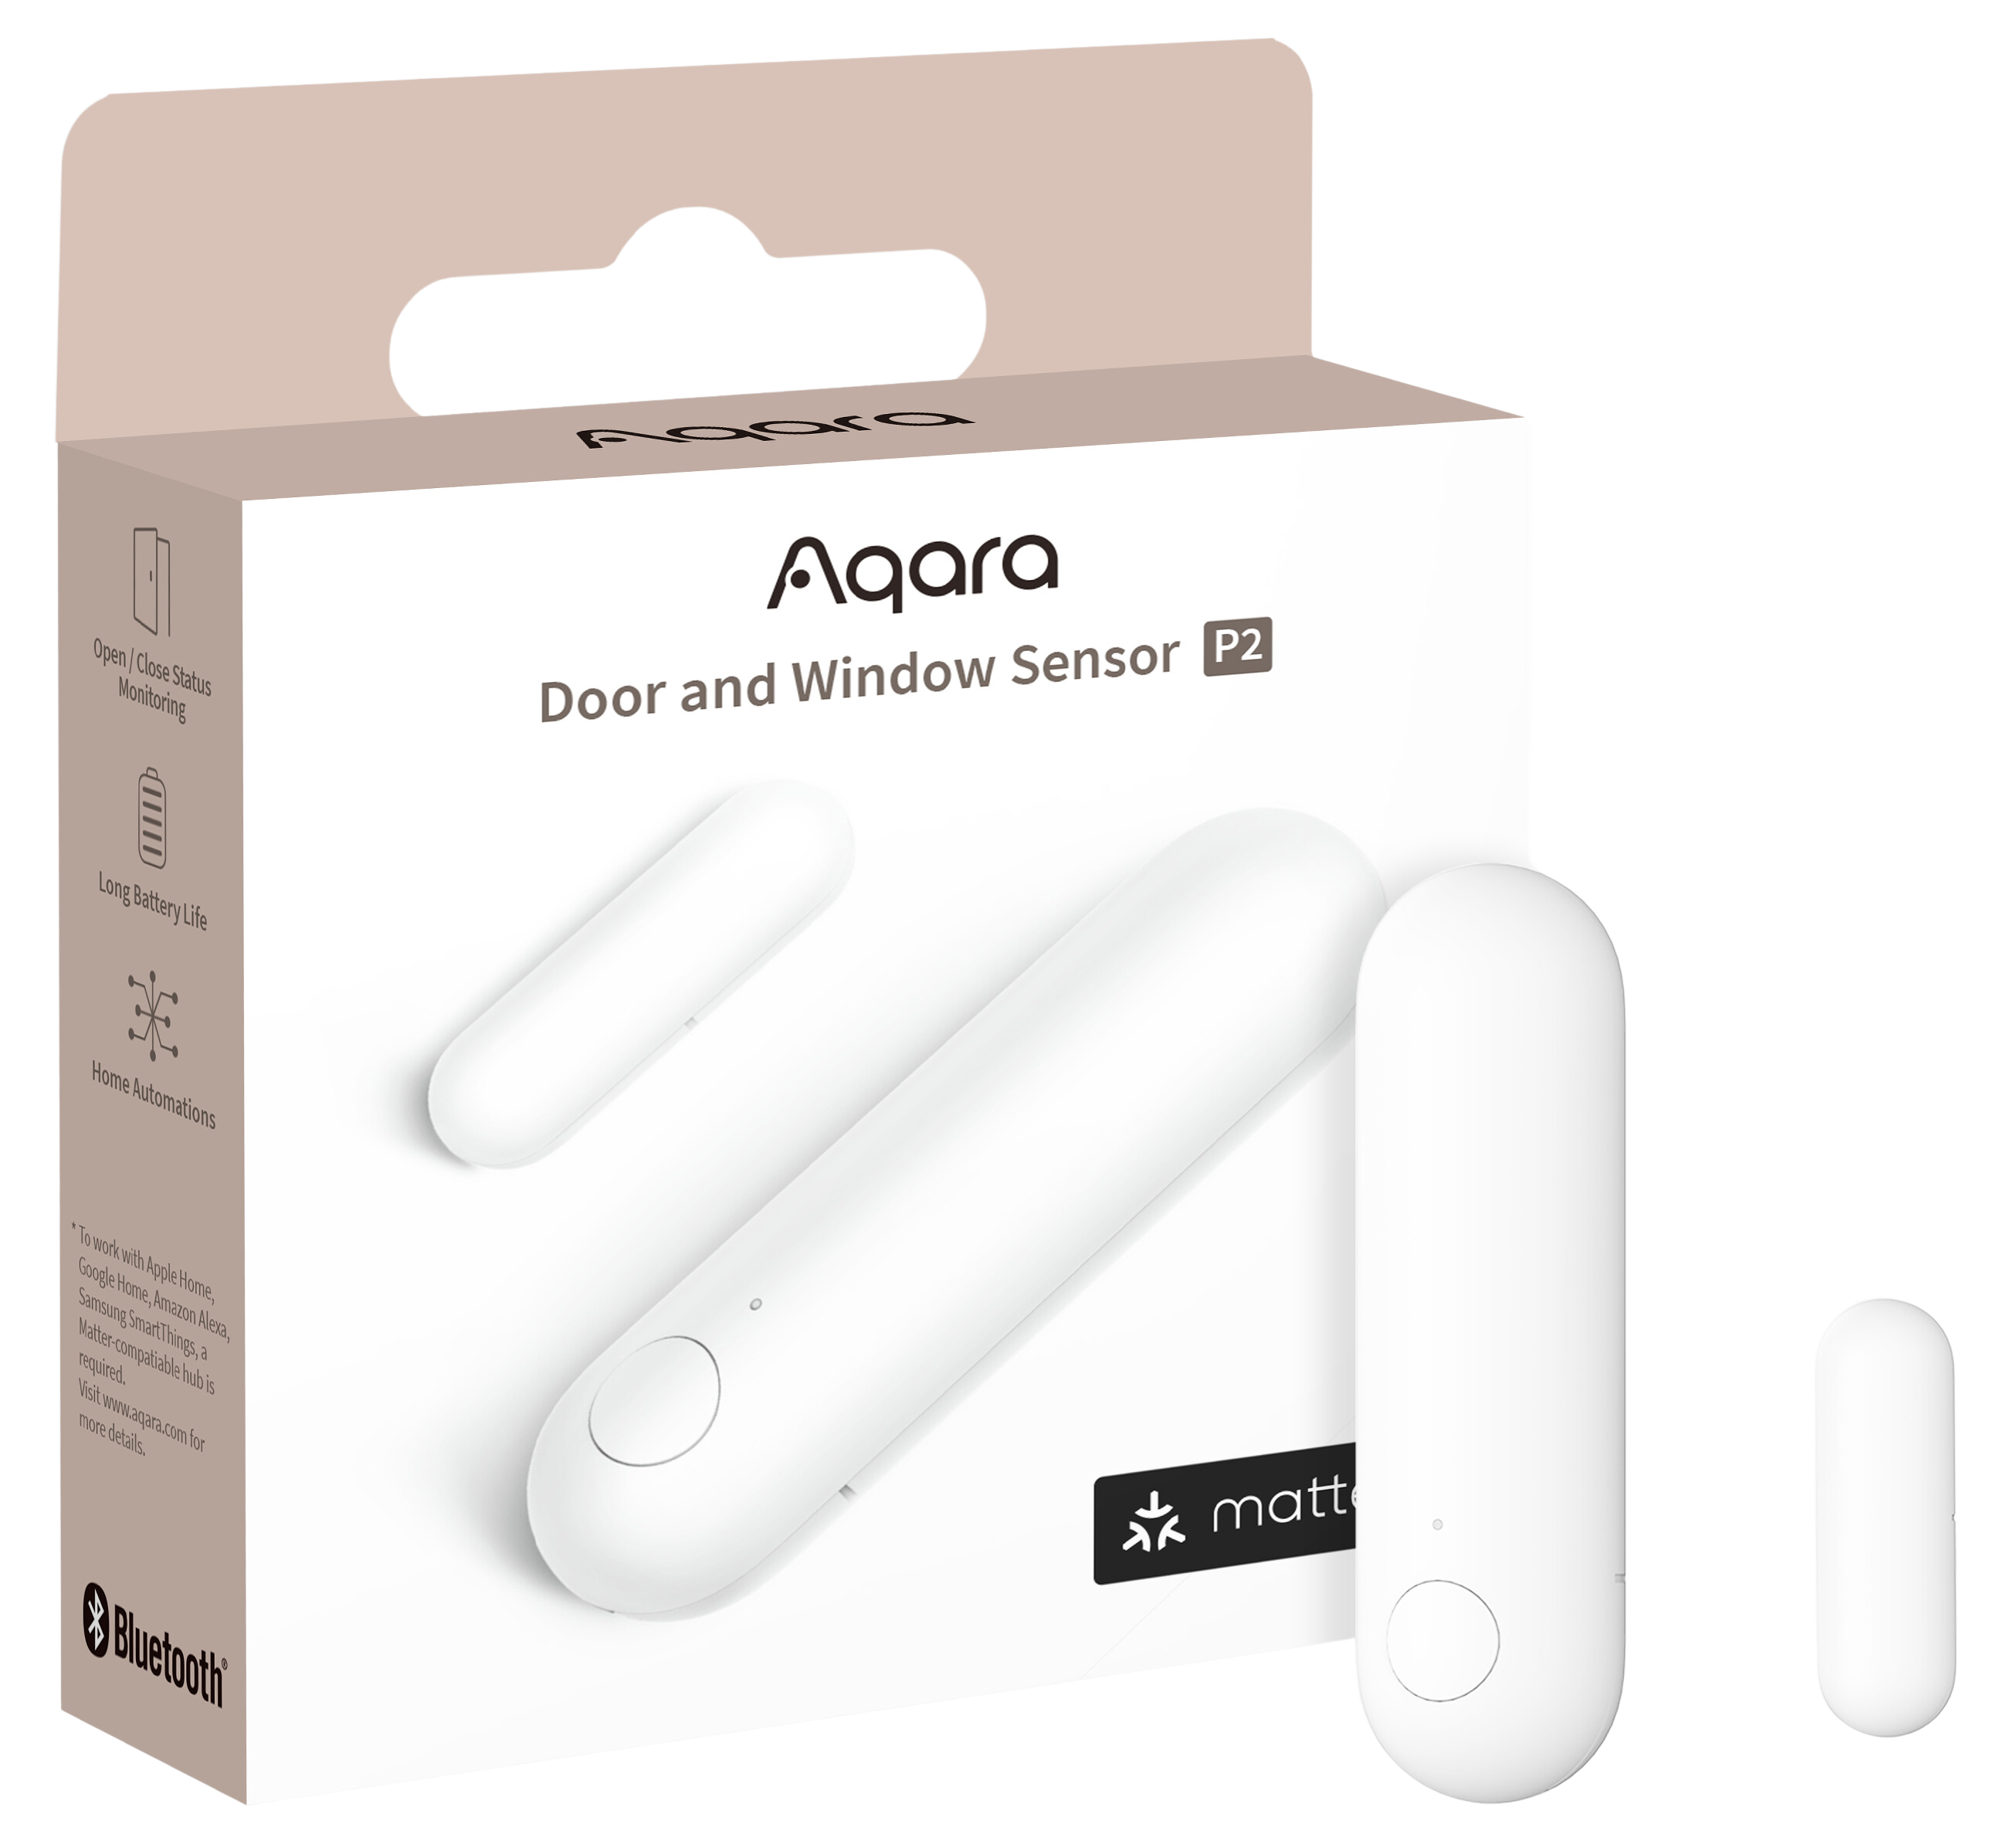 Aqara
Aqara
Door and Window Sensor P2
Open / Close Status
Monitoring
Long Battery Life
Home Automations
* To work with Apple Home,
Google Home, Amazon Alexa,
Samsung SmartThings, a
Matter-compatiable hub is
required.
Visit www.aqara.com for
more details.
Bluetooth®
matte